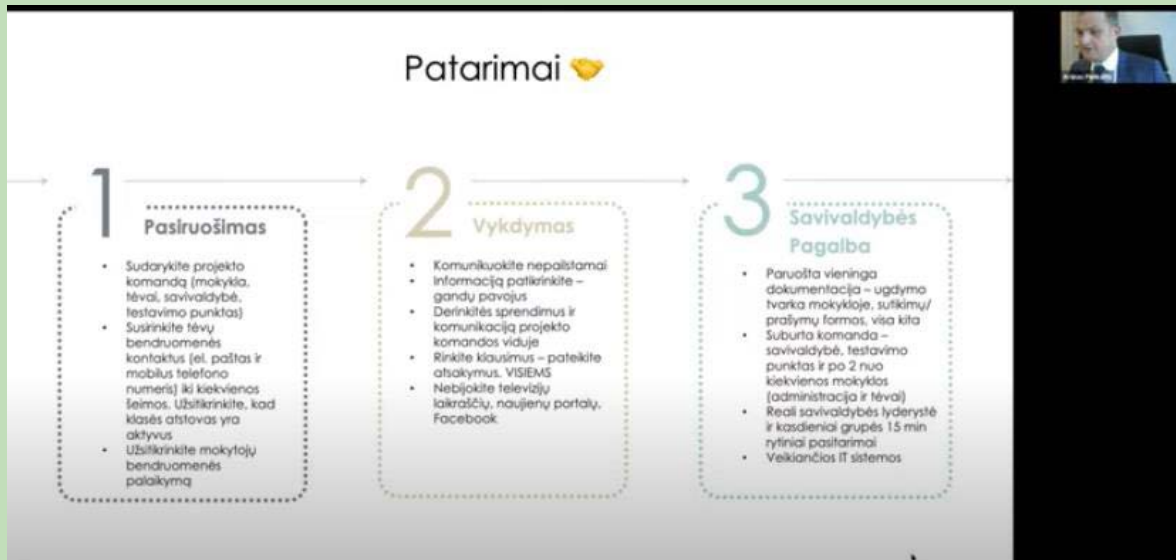 Patarimai
1
Pasiruošimas
• Sudarykite projekto
komandą (mokykla,
tėvai, savivaldybė,
testavimo punktas)
• Susirinkite tėvų
bendruomenės
kontaktus (el. paštas ir
mobilus telefono
numeris) iki kiekvienos
šeimos. Užsitikrinkite, kad
klasės atstovas yra
aktyvus
• Užsitikrinkite mokytojų
bendruomenės
palaikymą
2
Vykdymas
• Komunikuokite nepailstamai
• Informaciją patikrinkite –
gandų pavojus
• Derinkitės sprendimus ir
komunikaciją projekto
komandos viduje
• Rinkite klausimus – pateikite
atsakymus. VISIEMS
• Nebijokite televizijų
laikraščių, naujienų portalų,
Facebook
3
Savivaldybės
Pagalba
• Paruošta vieninga
dokumentacija – ugdymo
tvarka mokykloje, sutikimų/
prašymų formos, visa kita
• Suburta komanda –
savivaldybė, testavimo
punktas ir po 2 nuo
kiekvienos mokyklos
(administracija ir tėvai)
• Reali savivaldybės lyderystė
ir kasdieniai grupės 15 min
rytiniai pasitarimai
• Veikiančios IT sistemos